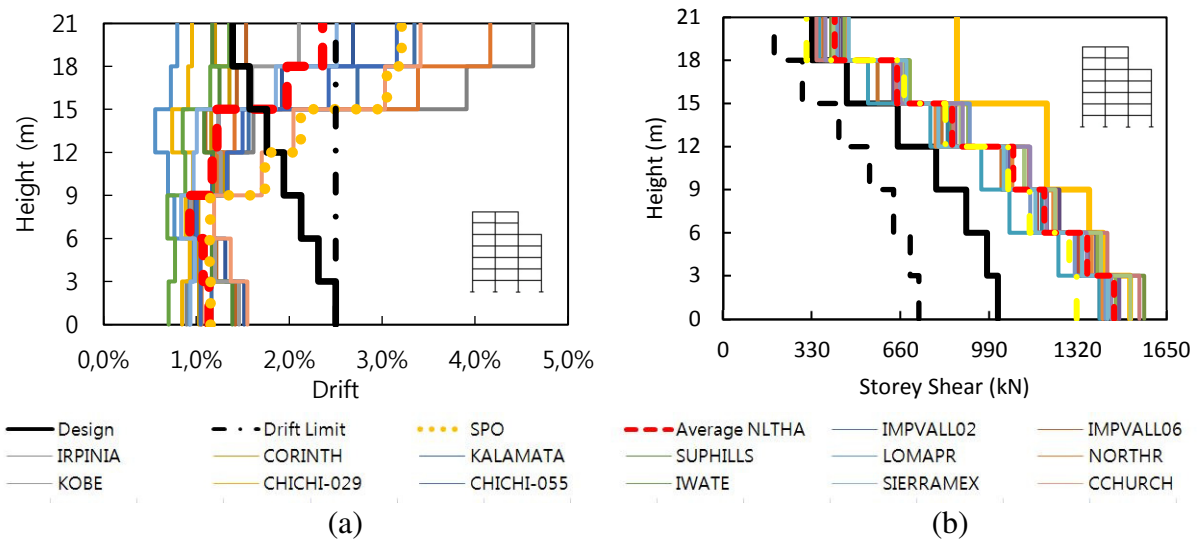 21
18
15
12
9
6
3
0
Height (m)
0,0% 1,0% 2,0% 3,0% 4,0% 5,0%
Drift
21
18
15
12
9
6
3
0
Height (m)
0 330 660 990 1320 1650
Storey Shear (kN)
Design Drift Limit SPO Average NLTHA IMPVALL02 IMPVALL06
IRPINIA CORINTH KALAMATA SUPHILLS LOMAPR NORTHR
KOBE CHICHI-029 CHICHI-055 IWATE SIERRAMEX CCHURCH
(a) (b)